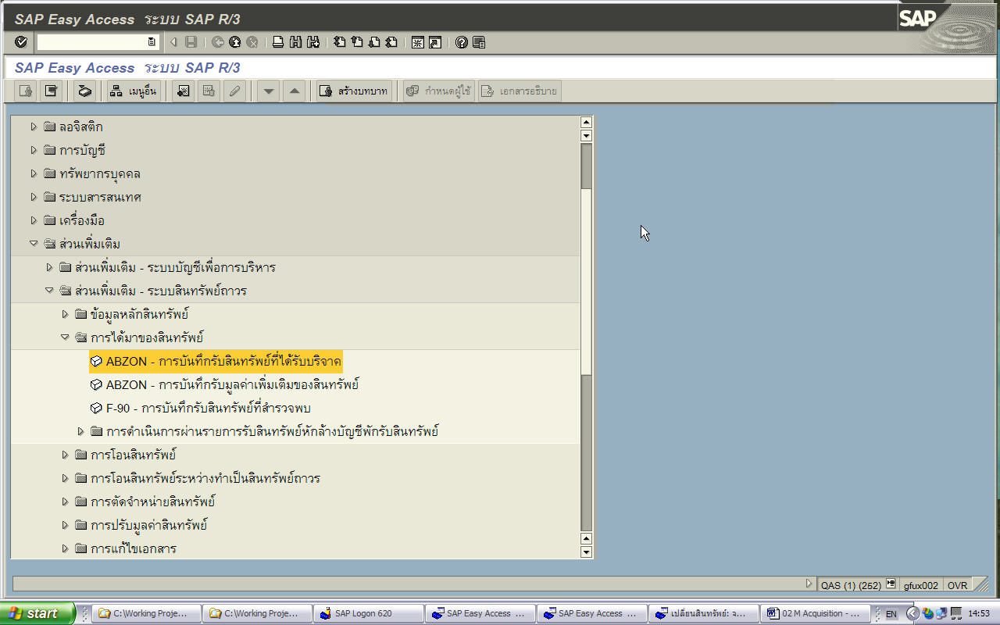 SAP Easy Access ระบบ SAP R/3
SAP
SAP Easy Access ระบบ SAP R/3
เมนูอื่น สร้างบทบาท กำหนดผู้ใช้ เอกสารอธิบาย
ลอจิสติก
การบัญชี
ทรัพยากรบุคคล
ระบบสารสนเทศ
เครื่องมือ
ส่วนเพิ่มเติม
ส่วนเพิ่มเติม - ระบบบัญชีเพื่อการบริหาร
ส่วนเพิ่มเติม - ระบบสินทรัพย์ถาวร
ข้อมูลหลักสินทรัพย์
การได้มาของสินทรัพย์
ABZON - การบันทึกรับสินทรัพย์ที่ได้รับบริจาค
ABZON - การบันทึกรับมูลค่าเพิ่มเติมของสินทรัพย์
F-90 - การบันทึกรับสินทรัพย์ที่สำรวจพบ
การดำเนินการผ่านรายการรับสินทรัพย์หักล้างบัญชีพักรับสินทรัพย์
การโอนสินทรัพย์
การโอนสินทรัพย์ระหว่างทำเป็นสินทรัพย์ถาวร
การตัดจำหน่ายสินทรัพย์
การปรับมูลค่าสินทรัพย์
การแก้ไขเอกสาร
QAS (1) (252) gfux002 OVR
start C:\Working Proje... C:\Working Proje... SAP Logon 620 SAP Easy Access ... SAP Easy Access ... เปลี่ยนสินทรัพย์: จ... 02 M Acquisition - ... EN 14:53